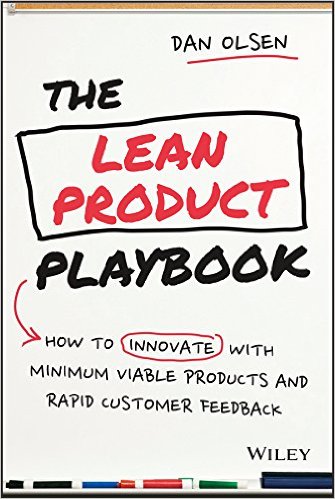 DAN OLSEN
THE
LEAN
PRODUCT
PLAYBOOK
HOW TO INNOVATE WITH
MINIMUM VIABLE PRODUCTS AND
RAPID CUSTOMER FEEDBACK
WILEY